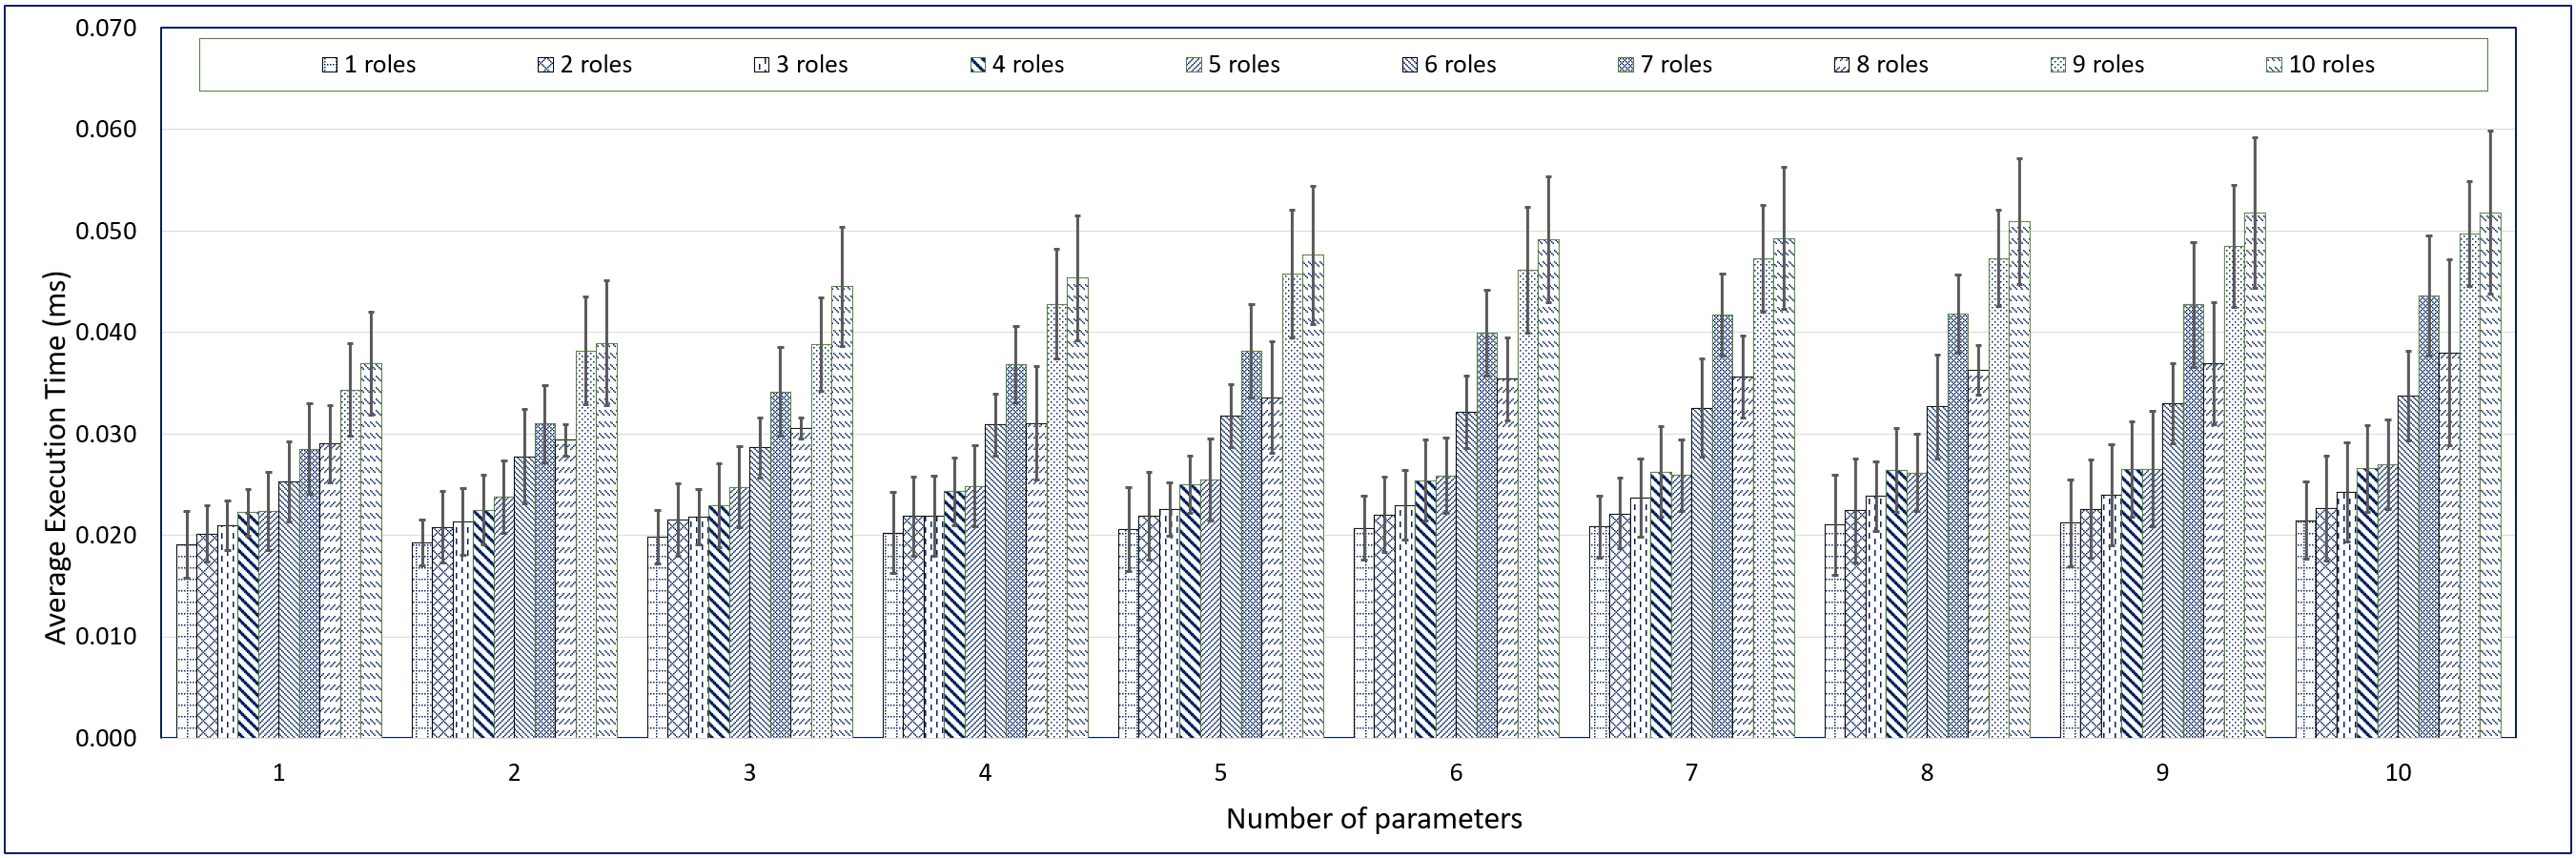 0.070
1 roles 2 roles 3 roles 4 roles 5 roles 6 roles 7 roles 8 roles 9 roles 10 roles
0.060
0.050
0.040
0.030
0.020
0.010
0.000
Average Execution Time (ms)
1 2 3 4 5 6 7 8 9 10
Number of parameters